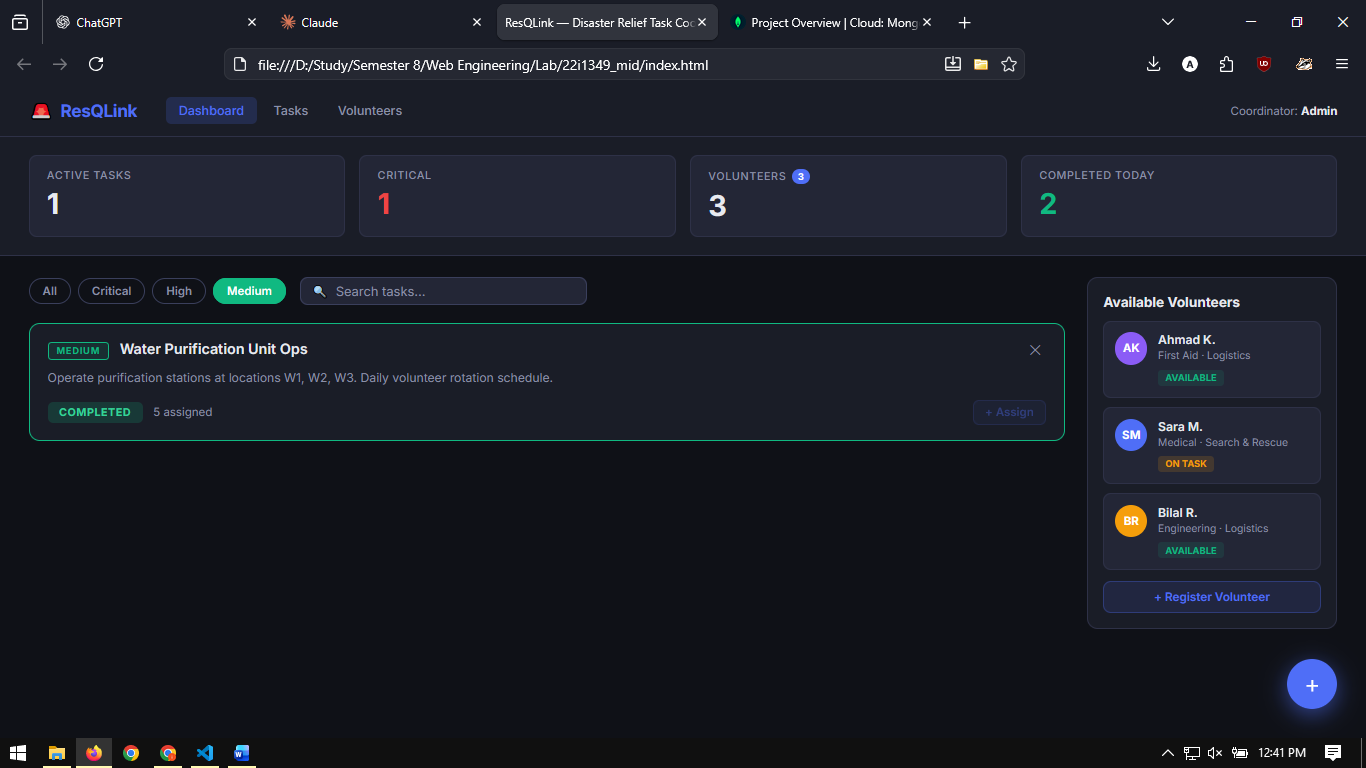 ChatGPT
Claude
ResQLink — Disaster Relief Task Coo
Project Overview | Cloud: Mong
file:///D:/Study/Semester 8/Web Engineering/Lab/22i1349_mid/index.html
A
UD
ResQLink
Dashboard
Tasks
Volunteers
Coordinator: Admin
ACTIVE TASKS
1
CRITICAL
1
VOLUNTEERS 3
3
COMPLETED TODAY
2
All
Critical
High
Medium
Search tasks...
MEDIUM Water Purification Unit Ops
Operate purification stations at locations W1, W2, W3. Daily volunteer rotation schedule.
COMPLETED 5 assigned
+ Assign
Available Volunteers
AK
Ahmad K.
First Aid · Logistics
AVAILABLE
SM
Sara M.
Medical · Search & Rescue
ON TASK
BR
Bilal R.
Engineering · Logistics
AVAILABLE
+ Register Volunteer
+
12:41 PM